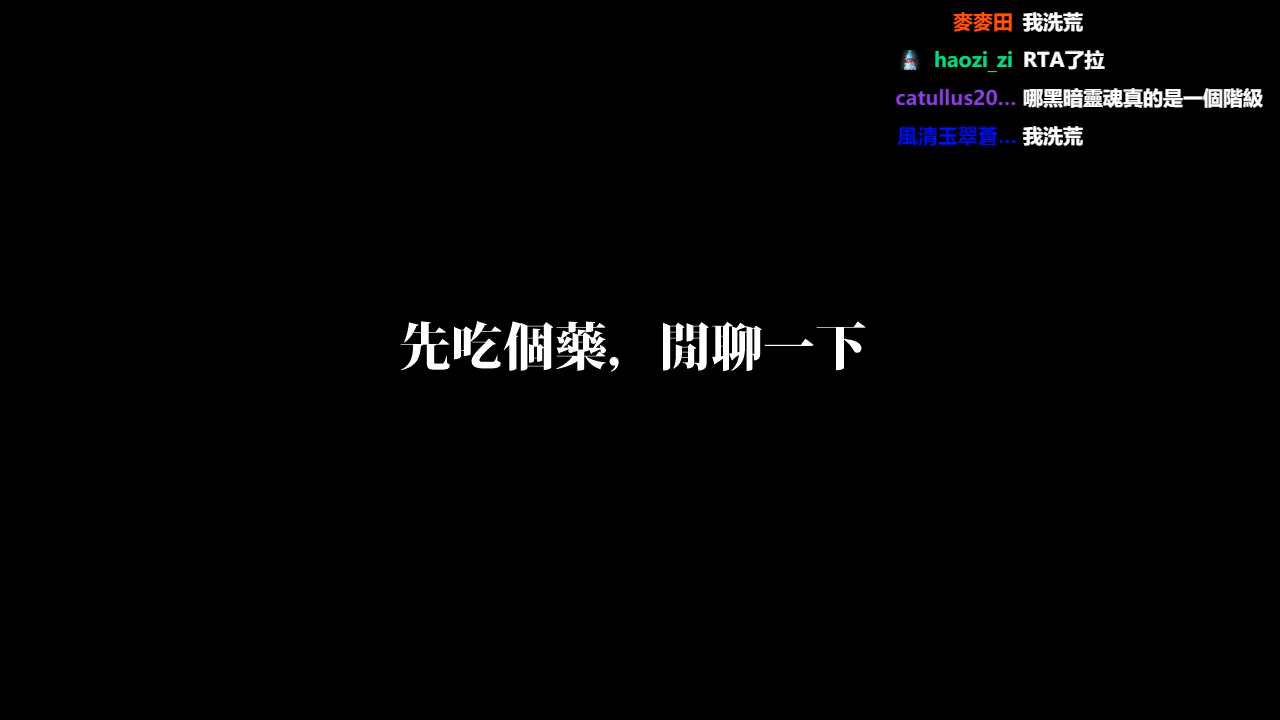 麥麥田 我洗荒
haozi_zi RTA了拉
catullus20... 哪黑暗靈魂真的是一個階級
風清玉翠蒼... 我洗荒
先吃個藥，閒聊一下